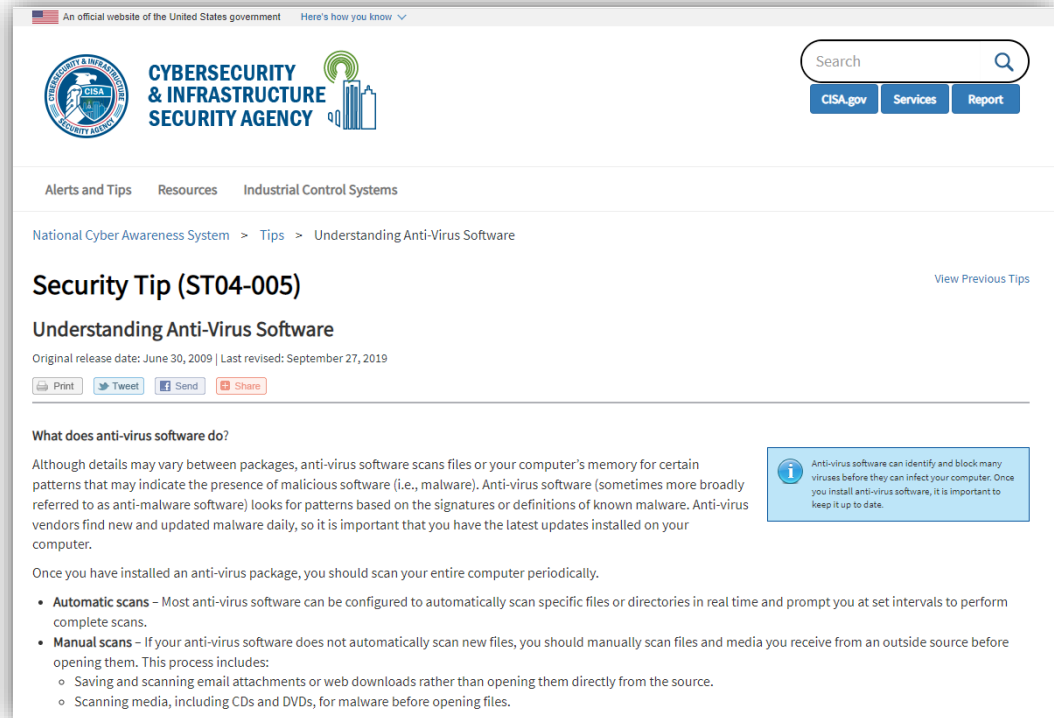 An official website of the United States government Here's how you know
CYBERSECURITY & INFRASTRUCTURE
CISA
SECURITY AGENCY
CYBERSECURITY
& INFRASTRUCTURE
SECURITY AGENCY
Search
CISA.gov Services Report
Alerts and Tips Resources Industrial Control Systems
National Cyber Awareness System > Tips > Understanding Anti-Virus Software
Security Tip (ST04-005)
View Previous Tips
Understanding Anti-Virus Software
Original release date: June 30, 2009 | Last revised: September 27, 2019
Print Tweet Send Share
What does anti-virus software do?
Although details may vary between packages, anti-virus software scans files or your computer's memory for certain
patterns that may indicate the presence of malicious software (i.e., malware). Anti-virus software (sometimes more broadly
referred to as anti-malware software) looks for patterns based on the signatures or definitions of known malware. Anti-virus
vendors find new and updated malware daily, so it is important that you have the latest updates installed on your
computer.
Anti-virus software can identify and block many
viruses before they can infect your computer. Once
you install anti-virus software, it is important to
keep it up to date.
Once you have installed an anti-virus package, you should scan your entire computer periodically.
• Automatic scans – Most anti-virus software can be configured to automatically scan specific files or directories in real time and prompt you at set intervals to perform
complete scans.
• Manual scans – If your anti-virus software does not automatically scan new files, you should manually scan files and media you receive from an outside source before
opening them. This process includes:
◦ Saving and scanning email attachments or web downloads rather than opening them directly from the source.
◦ Scanning media, including CDs and DVDs, for malware before opening files.